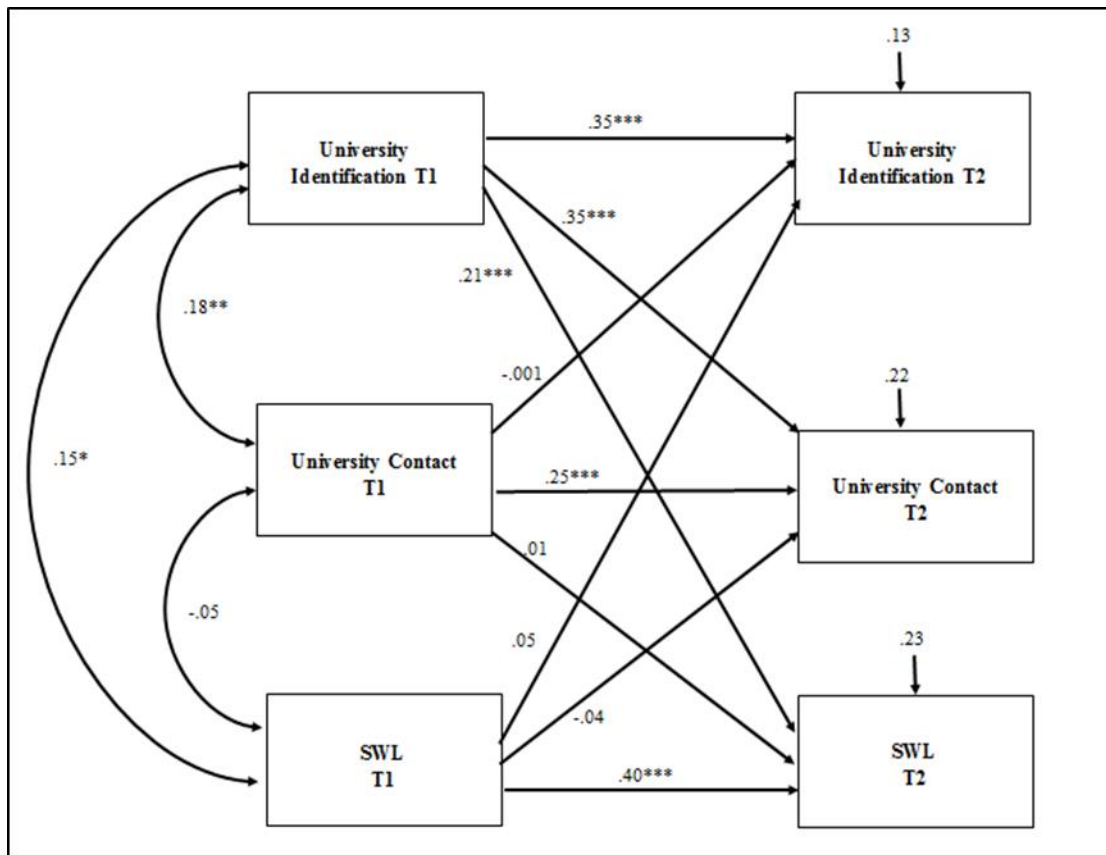 .13
University
Identification T1
.35***
University
Identification T2
.35***
.21***
.18**
-.001
.22
.15*
University Contact
T1
.25***
University Contact
T2
.01
-.05
.05
.23
-.04
SWL
T1
SWL
T2
.40***